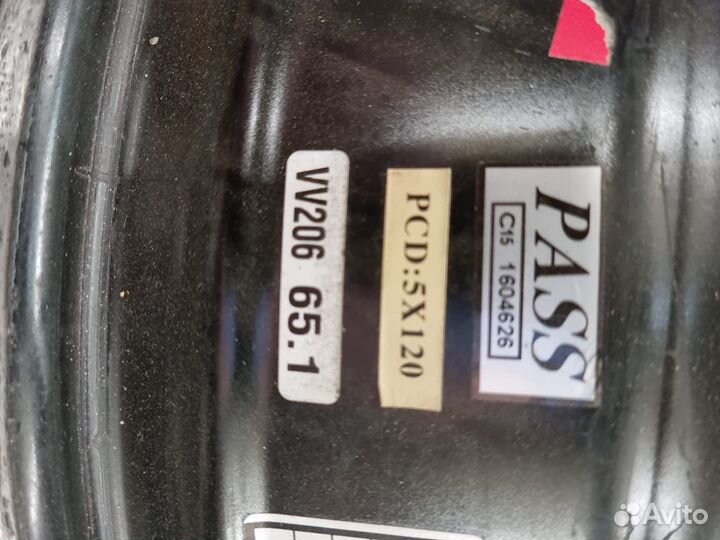 PASS
C15 1604626
PCD:5X120
VV206 65.1
Avito